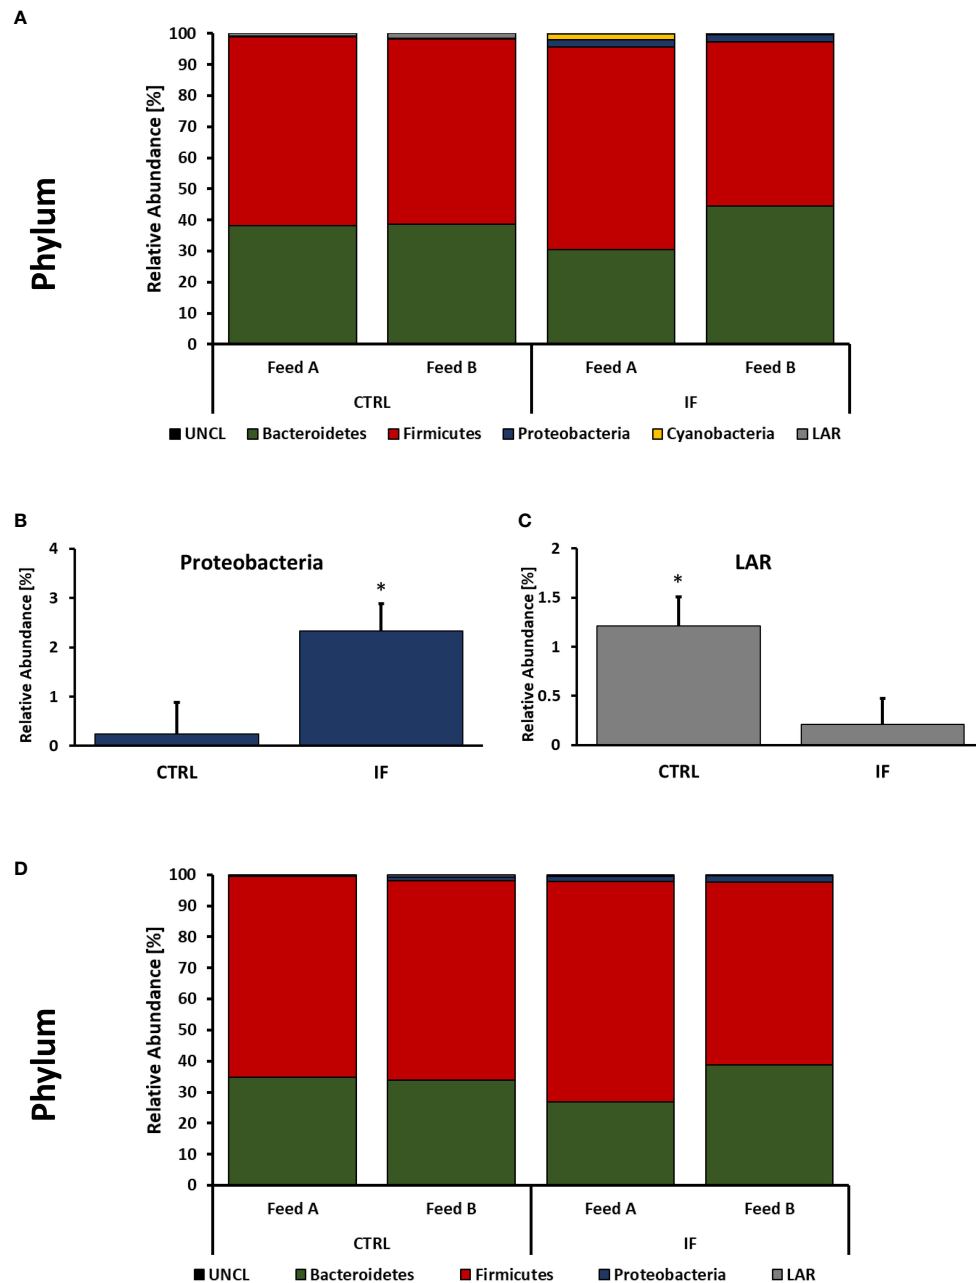 A
Phylum
Relative Abundance [%]
100
90
80
70
60
50
40
30
20
10
0
Feed A Feed B Feed A Feed B
CTRL IF
UNCL Bacteroidetes Firmicutes Proteobacteria Cyanobacteria LAR
B
Proteobacteria
Relative Abundance [%]
4
3
2
1
0
*
CTRL IF
C
LAR
Relative Abundance [%]
2
1.5
1
0.5
0
*
CTRL IF
D
Phylum
Relative Abundance [%]
100
90
80
70
60
50
40
30
20
10
0
Feed A Feed B Feed A Feed B
CTRL IF
UNCL Bacteroidetes Firmicutes Proteobacteria LAR